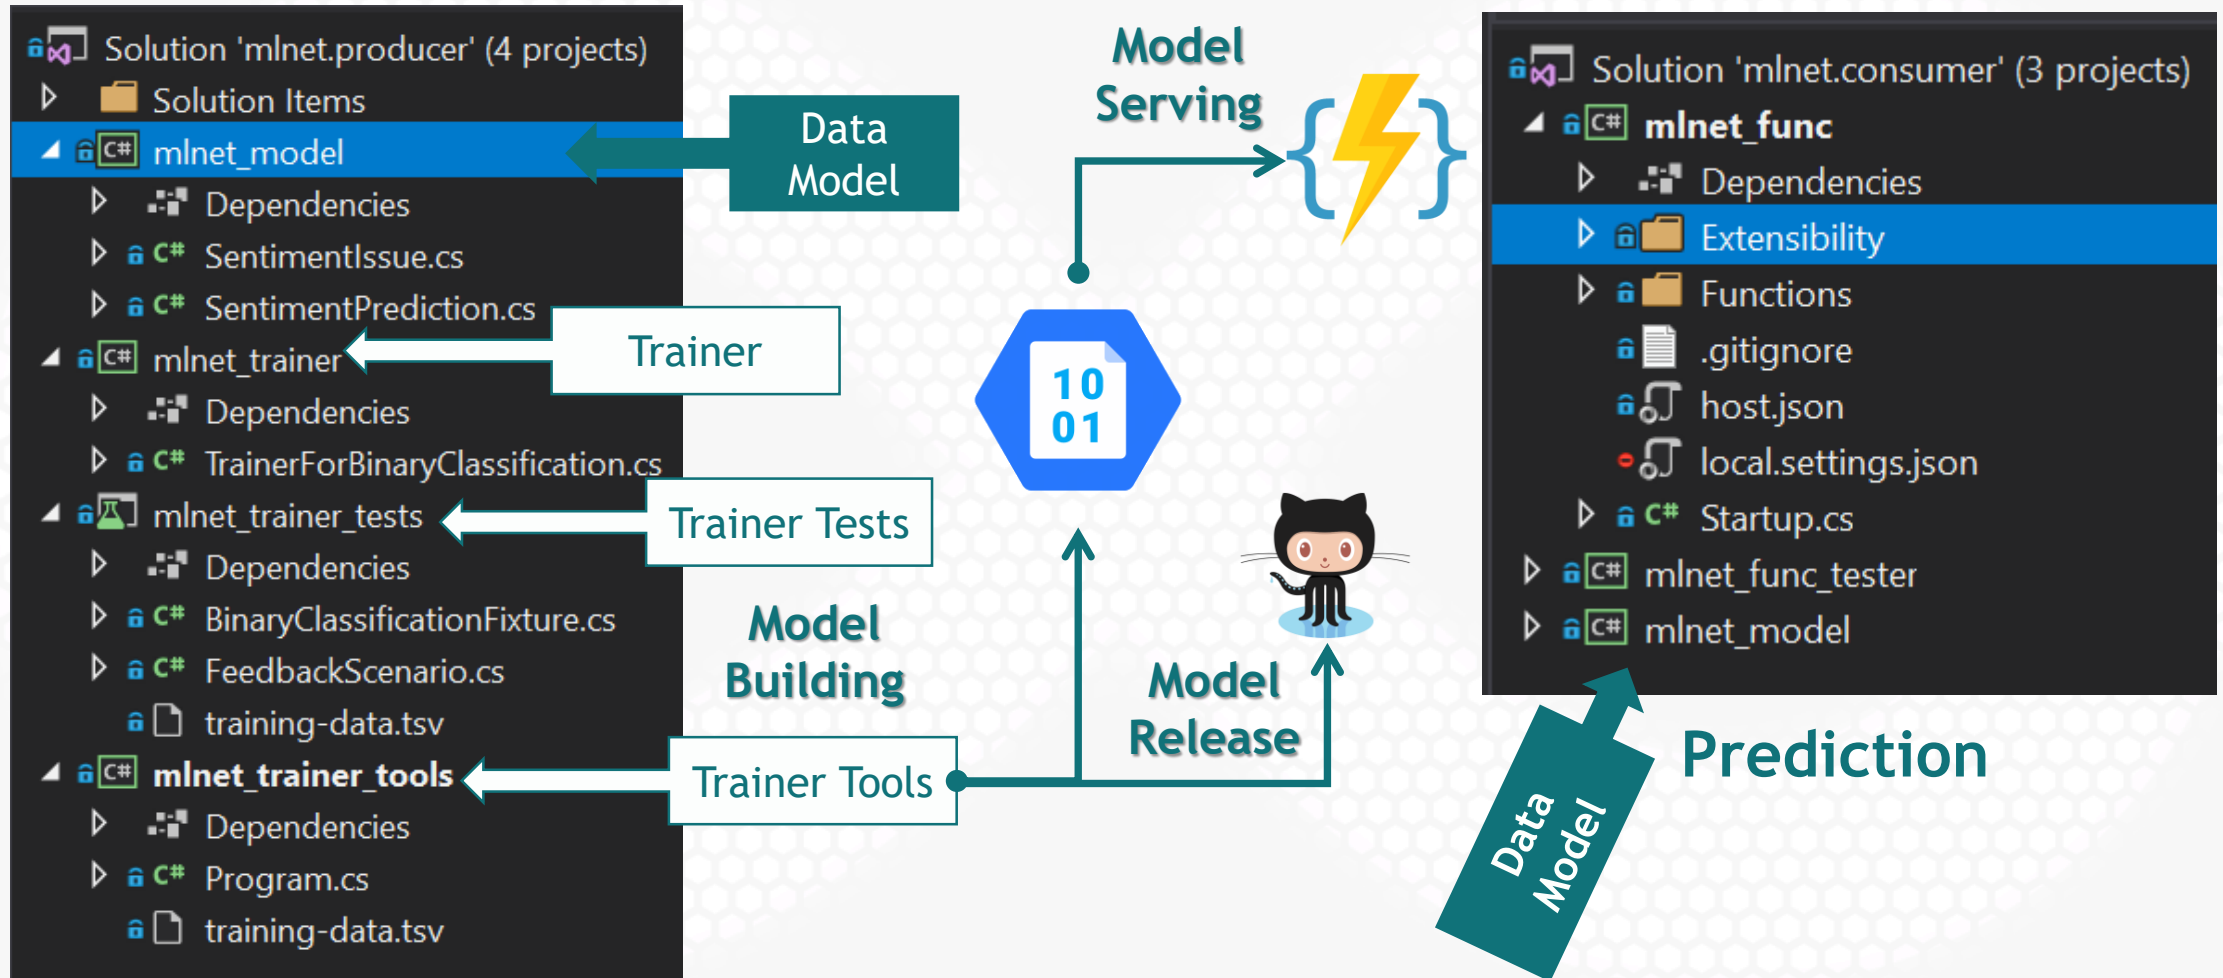 Solution 'mlnet.producer' (4 projects)
Solution Items
C# mlnet_model
Dependencies
C# SentimentIssue.cs
C# SentimentPrediction.cs
C# mlnet_trainer
Dependencies
C# TrainerForBinaryClassification.cs
mlnet_trainer_tests
Dependencies
C# BinaryClassificationFixture.cs
C# FeedbackScenario.cs
training-data.tsv
C# mlnet_trainer_tools
Dependencies
C# Program.cs
training-data.tsv
Data
Model
Trainer
Trainer Tests
Trainer Tools
Model
Building
Model
Serving
10
01
Model
Release
Solution 'mlnet.consumer' (3 projects)
C# mlnet_func
Dependencies
Extensibility
Functions
.gitignore
host.json
local.settings.json
C# Startup.cs
C# mlnet_func_tester
C# mlnet_model
Data
Model
Prediction